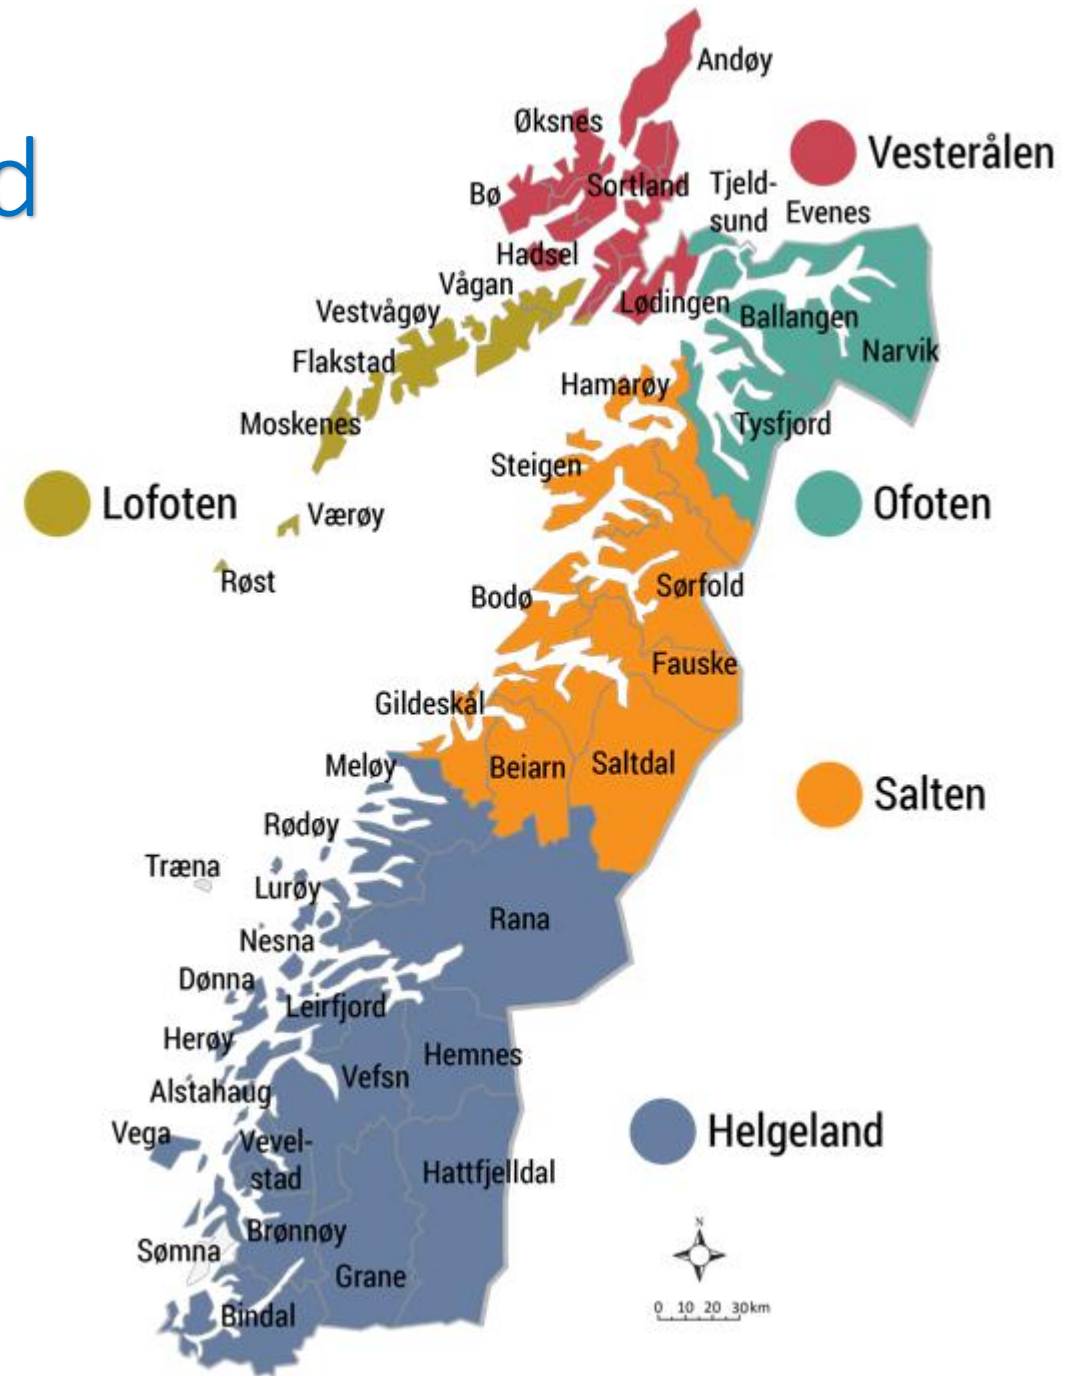 d
Andøy
Øksnes
Vesterålen
Bø
Sortland
Tjeld-
sund
Evenes
Hadsel
Vågan
Lødingen
Vestvågøy
Ballangen
Narvik
Flakstad
Hamarøy
Moskenes
Tysfjord
Steigen
Lofoten
Værøy
Ofoten
Røst
Bodø
Sørfold
Fauske
Gildeskål
Meløy
Beiarn
Saltdal
Salten
Rødøy
Træna
Lurøy
Rana
Nesna
Dønna
Leirfjord
Herøy
Hemnes
Vefsn
Alstahaug
Vega
Helgeland
Vevel-
stad
Hattfjelldal
Brønnøy
Sømna
Grane
Bindal
N
0 10 20 30km